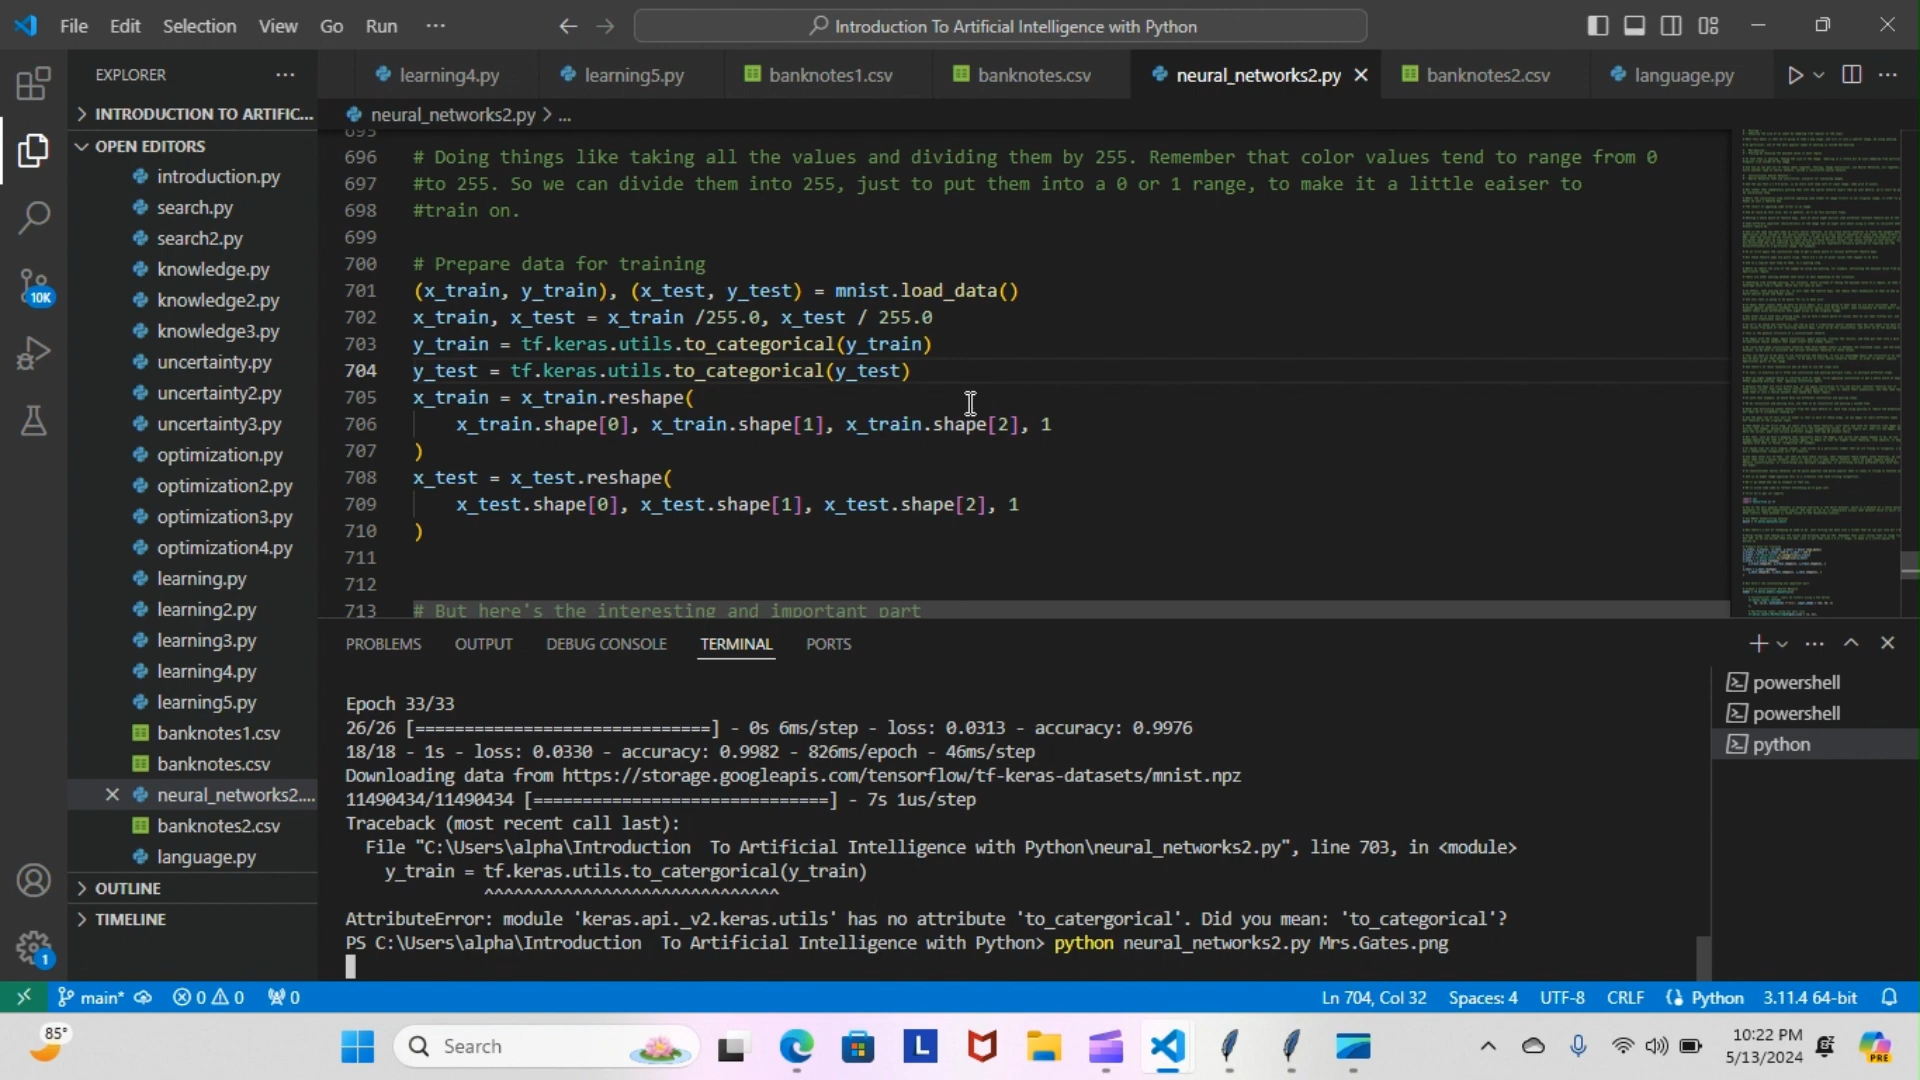 File Edit Selection View Go Run ···
Introduction To Artificial Intelligence with Python
EXPLORER ···
learning4.py learning5.py banknotes1.csv banknotes.csv neural_networks2.py banknotes2.csv language.py
INTRODUCTION TO ARTIFIC...
neural_networks2.py > ...
OPEN EDITORS
introduction.py
search.py
search2.py
knowledge.py
knowledge2.py
knowledge3.py
uncertainty.py
uncertainty2.py
uncertainty3.py
optimization.py
optimization2.py
optimization3.py
optimization4.py
learning.py
learning2.py
learning3.py
learning4.py
learning5.py
banknotes1.csv
banknotes.csv
neural_networks2....
banknotes2.csv
language.py
OUTLINE
TIMELINE
10K
1
695
696 # Doing things like taking all the values and dividing them by 255. Remember that color values tend to range from 0
697 #to 255. So we can divide them into 255, just to put them into a 0 or 1 range, to make it a little eaiser to
698 #train on.
699
700 # Prepare data for training
701 (x_train, y_train), (x_test, y_test) = mnist.load_data()
702 x_train, x_test = x_train /255.0, x_test / 255.0
703 y_train = tf.keras.utils.to_categorical(y_train)
704 y_test = tf.keras.utils.to_categorical(y_test)
705 x_train = x_train.reshape(
706 x_train.shape[0], x_train.shape[1], x_train.shape[2], 1
707 )
708 x_test = x_test.reshape(
709 x_test.shape[0], x_test.shape[1], x_test.shape[2], 1
710 )
711
712
713 # But here's the interesting and important part
PROBLEMS OUTPUT DEBUG CONSOLE TERMINAL PORTS
Epoch 33/33
26/26 [==============================] - 0s 6ms/step - loss: 0.0313 - accuracy: 0.9976
18/18 - 1s - loss: 0.0330 - accuracy: 0.9982 - 826ms/epoch - 46ms/step
Downloading data from https://storage.googleapis.com/tensorflow/tf-keras-datasets/mnist.npz
11490434/11490434 [==============================] - 7s 1us/step
Traceback (most recent call last):
File "C:\Users\alpha\Introduction  To Artificial Intelligence with Python\neural_networks2.py", line 703, in <module>
y_train = tf.keras.utils.to_catergorical(y_train)
^^^^^^^^^^^^^^^^^^^^^^^^^^^^^^
AttributeError: module 'keras.api._v2.keras.utils' has no attribute 'to_catergorical'. Did you mean: 'to_categorical'?
PS C:\Users\alpha\Introduction  To Artificial Intelligence with Python> python neural_networks2.py Mrs.Gates.png
powershell
powershell
python
main* 0 0 0
Ln 704, Col 32 Spaces: 4 UTF-8 CRLF Python 3.11.4 64-bit
85°
Search
L
PRE
10:22 PM
5/13/2024